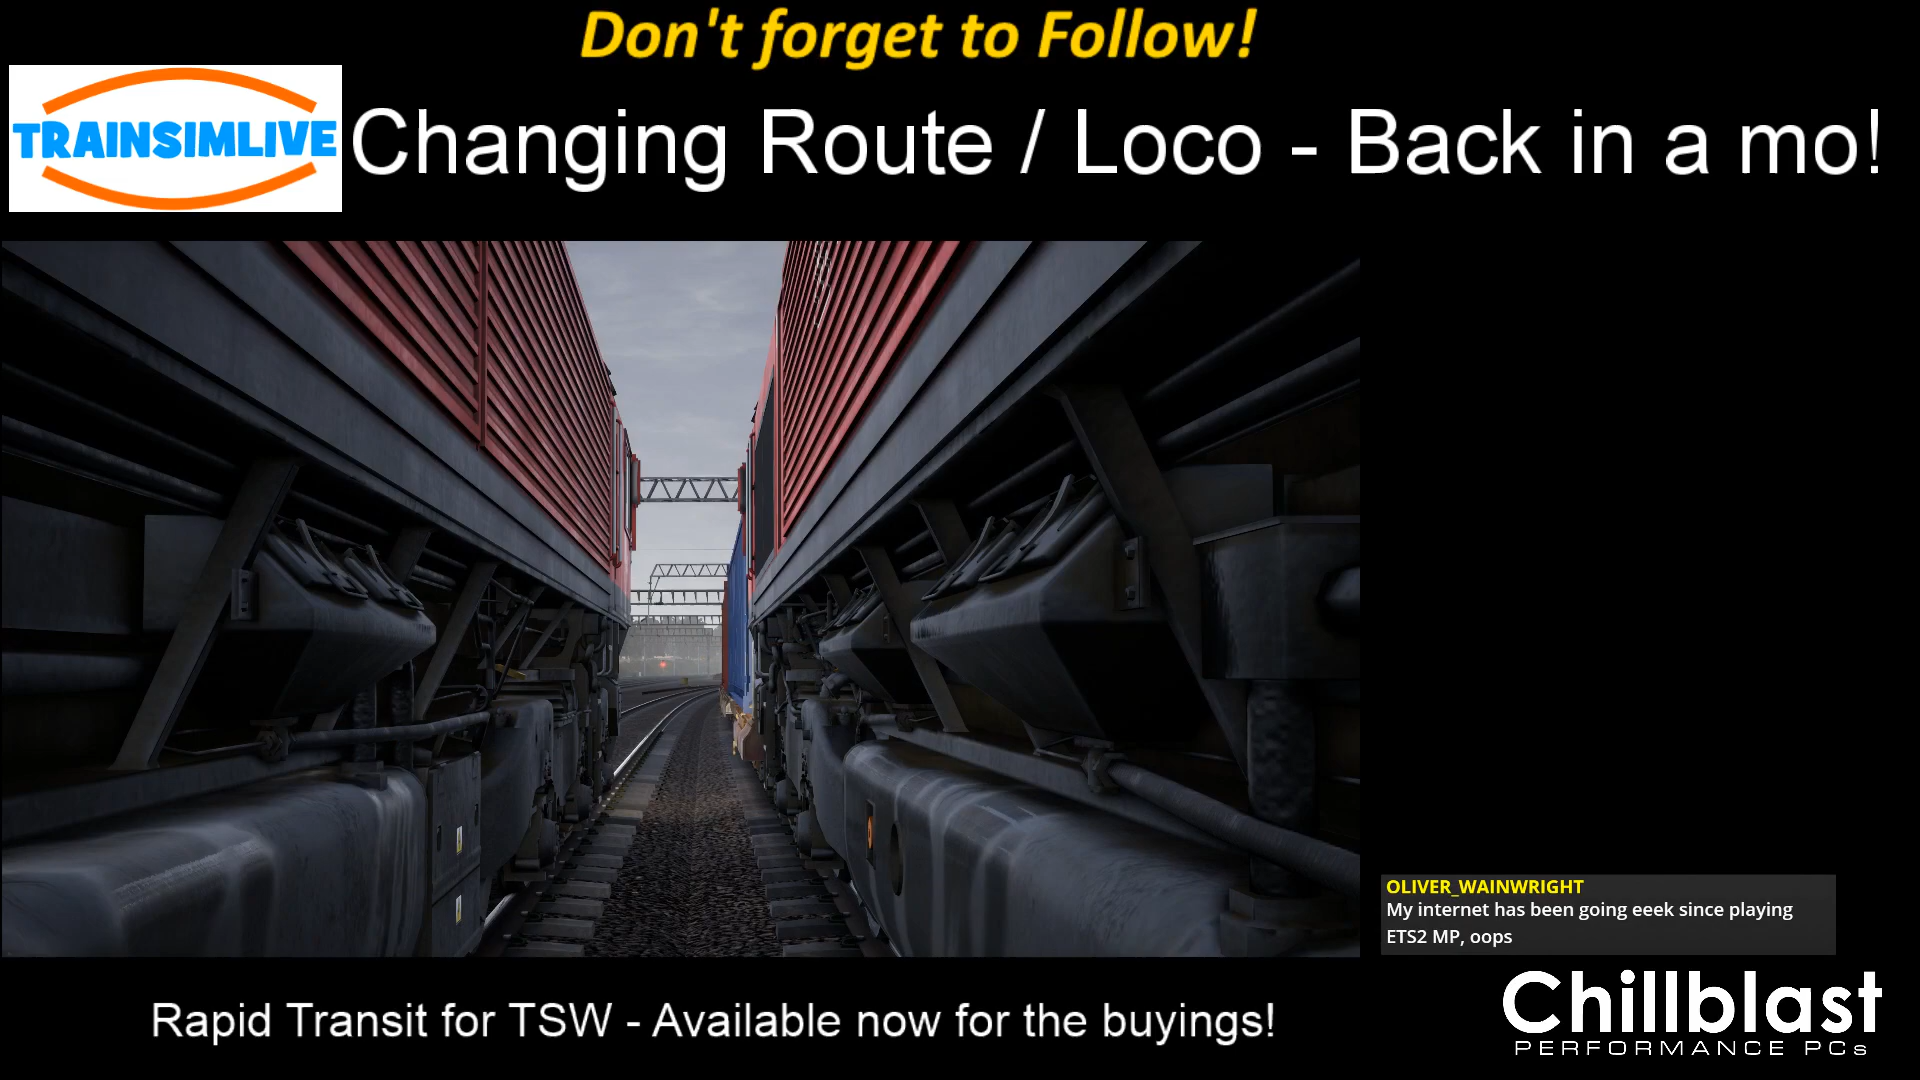 Don't forget to Follow!
TRAINSIMLIVE
Changing Route / Loco - Back in a mo!
OLIVER_WAINWRIGHT
My internet has been going eeek since playing
ETS2 MP, oops
Rapid Transit for TSW - Available now for the buyings!
Chillblast
PERFORMANCE PCs